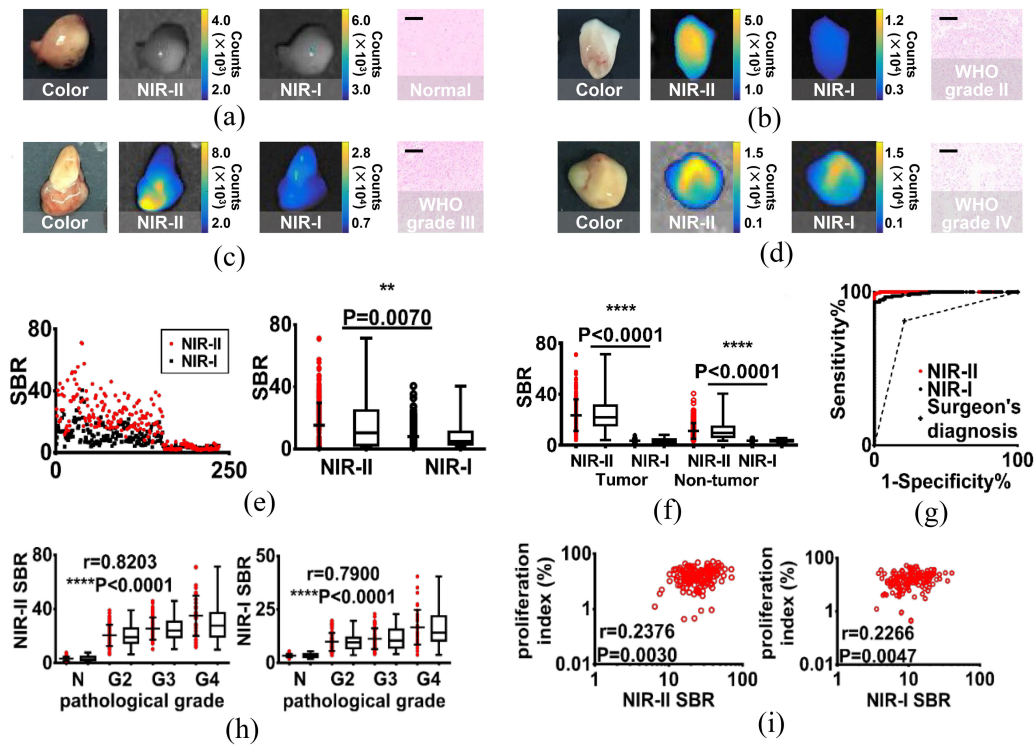 4.0
Counts
(×10³)
2.0
6.0
Counts
(×10³)
3.0
Color
NIR-II
NIR-I
Normal
(a)
5.0
Counts
(×10³)
1.0
1.2
Counts
(×10⁴)
0.3
Color
NIR-II
NIR-I
WHO
grade II
(b)
8.0
Counts
(×10³)
2.0
2.8
Counts
(×10⁴)
0.7
Color
NIR-II
NIR-I
WHO
grade III
(c)
1.5
Counts
(×10⁴)
0.1
1.5
Counts
(×10⁴)
0.1
Color
NIR-II
NIR-I
WHO
grade IV
(d)
80
40
0
SBR
NIR-II
NIR-I
0
250
**
P=0.0070
80
40
0
SBR
NIR-II
NIR-I
(e)
****
P<0.0001
****
P<0.0001
80
40
0
SBR
NIR-II
NIR-I
NIR-II
NIR-I
Tumor
Non-tumor
(f)
100
0
Sensitivity%
NIR-II
NIR-I
Surgeon's
diagnosis
0
100
1-Specificity%
(g)
80
40
0
NIR-II SBR
r=0.8203
****P<0.0001
N G2 G3 G4
pathological grade
50
25
0
NIR-I SBR
r=0.7900
****P<0.0001
N G2 G3 G4
pathological grade
(h)
proliferation
index (%)
100
1
0.01
r=0.2376
P=0.0030
1 10 100
NIR-II SBR
proliferation
index (%)
100
1
0.01
r=0.2266
P=0.0047
1 10 100
NIR-I SBR
(i)